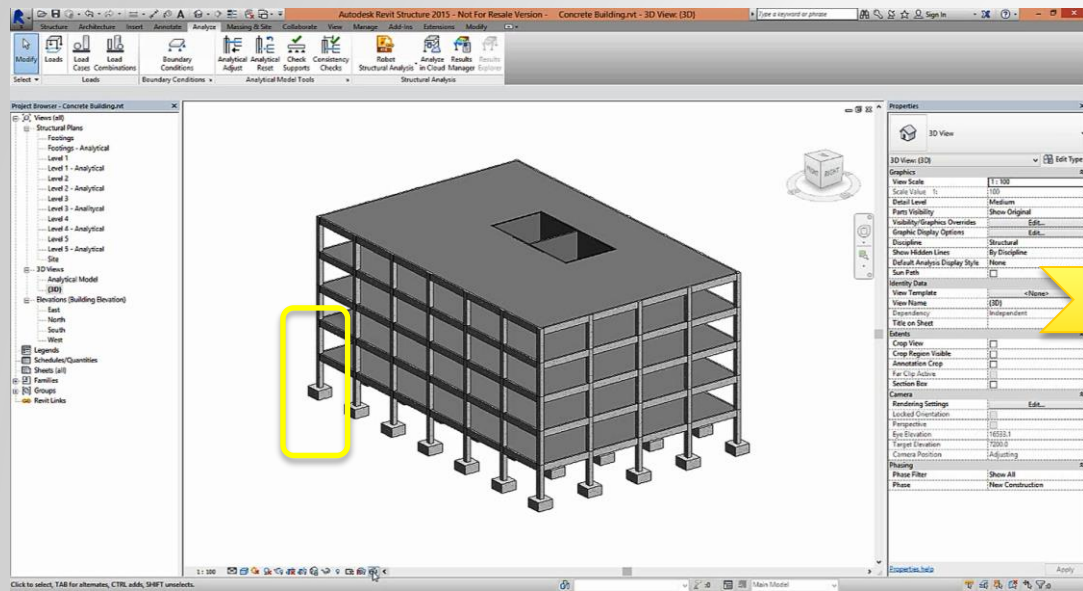 Autodesk Revit Structure 2015 - Not For Resale Version - Concrete Building.rvt - 3D View: {3D}
Type a keyword or phrase
Sign In
Structure Architecture Insert Annotate Analyze Massing & Site Collaborate View Manage Add-Ins Extensions Modify
Modify Loads Load Cases Load Combinations Boundary Conditions Analytical Adjust Analytical Reset Check Supports Consistency Checks Robot Structural Analysis Analyze in Cloud Results Manager Results Explorer
Select Loads Boundary Conditions Analytical Model Tools Structural Analysis
Project Browser - Concrete Building.rvt
Views (all)
Structural Plans
Footings
Footings - Analytical
Level 1
Level 1 - Analytical
Level 2
Level 2 - Analytical
Level 3
Level 3 - Analitycal
Level 4
Level 4 - Analytical
Level 5
Level 5 - Analytical
Site
3D Views
Analytical Model
{3D}
Elevations (Building Elevation)
East
North
South
West
Legends
Schedules/Quantities
Sheets (all)
Families
Groups
Revit Links
RIGHT
Properties
3D View
3D View: {3D} Edit Type
Graphics
View Scale 1 : 100
Scale Value 1: 100
Detail Level Medium
Parts Visibility Show Original
Visibility/Graphics Overrides Edit...
Graphic Display Options Edit...
Discipline Structural
Show Hidden Lines By Discipline
Default Analysis Display Style None
Sun Path
Identity Data
View Template <None>
View Name {3D}
Dependency Independent
Title on Sheet
Extents
Crop View
Crop Region Visible
Annotation Crop
Far Clip Active
Section Box
Camera
Rendering Settings Edit...
Locked Orientation
Perspective
Eye Elevation 16533.1
Target Elevation 7200.0
Camera Position Adjusting
Phasing
Phase Filter Show All
Phase New Construction
Properties help Apply
1 : 100
Click to select, TAB for alternates, CTRL adds, SHIFT unselects.
:0 Main Model :0